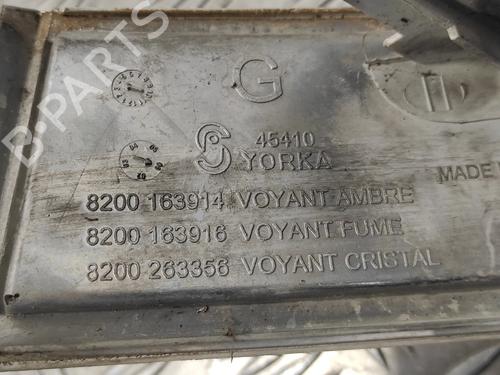 G
45410
YORKA
MADE
8200 163914 VOYANT AMBRE
8200 163916 VOYANT FUME
8200 263356 VOYANT CRISTAL
B-PARTS